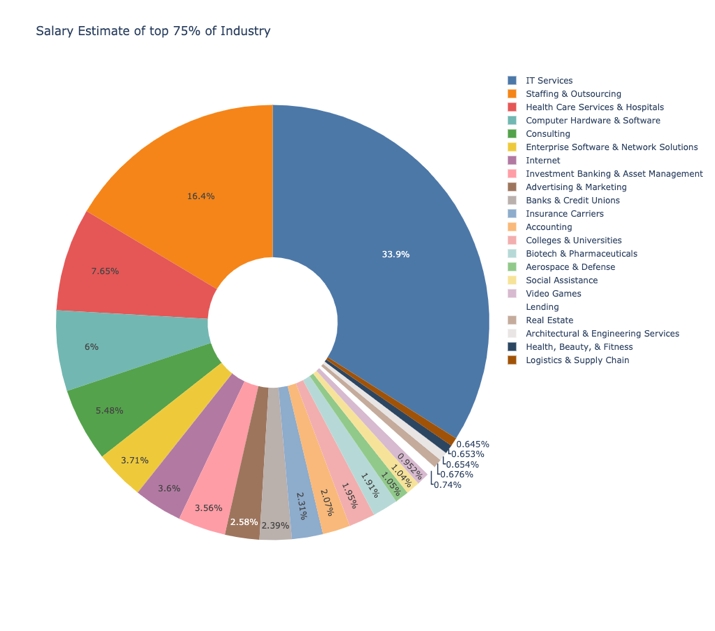 Salary Estimate of top 75% of Industry
IT Services
Staffing & Outsourcing
Health Care Services & Hospitals
Computer Hardware & Software
Consulting
Enterprise Software & Network Solutions
Internet
Investment Banking & Asset Management
Advertising & Marketing
Banks & Credit Unions
Insurance Carriers
Accounting
Colleges & Universities
Biotech & Pharmaceuticals
Aerospace & Defense
Social Assistance
Video Games
Lending
Real Estate
Architectural & Engineering Services
Health, Beauty, & Fitness
Logistics & Supply Chain
33.9%
16.4%
7.65%
6%
5.48%
3.71%
3.6%
3.56%
2.58%
2.39%
2.31%
2.07%
1.95%
1.91%
1.05%
1.04%
0.952%
0.74%
0.676%
0.654%
0.653%
0.645%